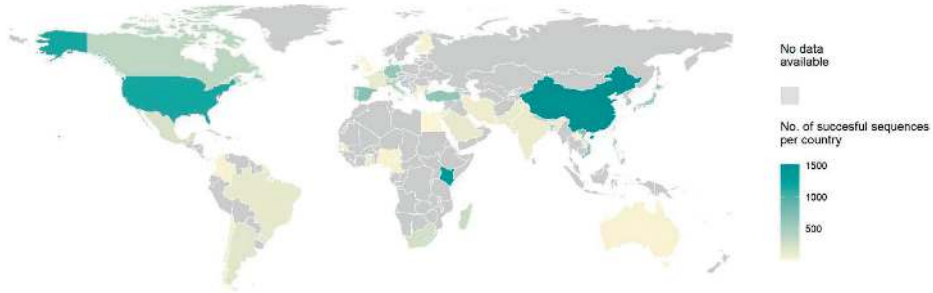 No data
available
No. of succesful sequences
per country
1500
1000
500